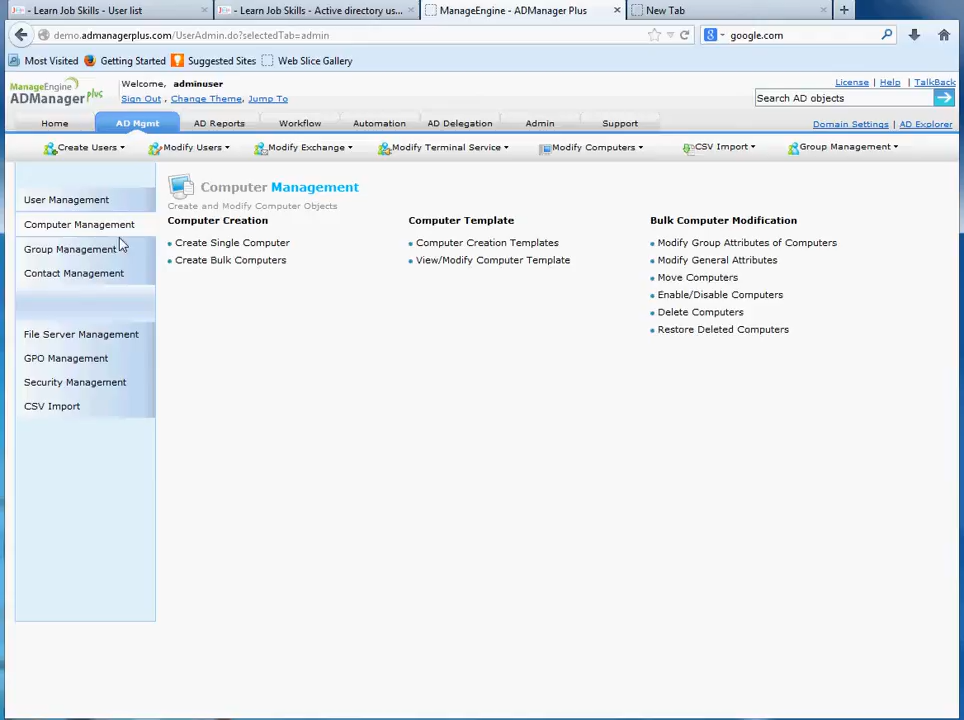 - Learn Job Skills - User list
- Learn Job Skills - Active directory us...
ManageEngine - ADManager Plus
New Tab
demo.admanagerplus.com/UserAdmin.do?selectedTab=admin
google.com
Most Visited Getting Started Suggested Sites Web Slice Gallery
ManageEngine
ADManager plus
Welcome, adminuser
Sign Out , Change Theme, Jump To
License | Help | TalkBack
Search AD objects
Home AD Mgmt AD Reports Workflow Automation AD Delegation Admin Support
Domain Settings | AD Explorer
Create Users Modify Users Modify Exchange Modify Terminal Service Modify Computers CSV Import Group Management
User Management
Computer Management
Group Management
Contact Management
File Server Management
GPO Management
Security Management
CSV Import
Computer Management
Create and Modify Computer Objects
Computer Creation
Create Single Computer
Create Bulk Computers
Computer Template
Computer Creation Templates
View/Modify Computer Template
Bulk Computer Modification
Modify Group Attributes of Computers
Modify General Attributes
Move Computers
Enable/Disable Computers
Delete Computers
Restore Deleted Computers